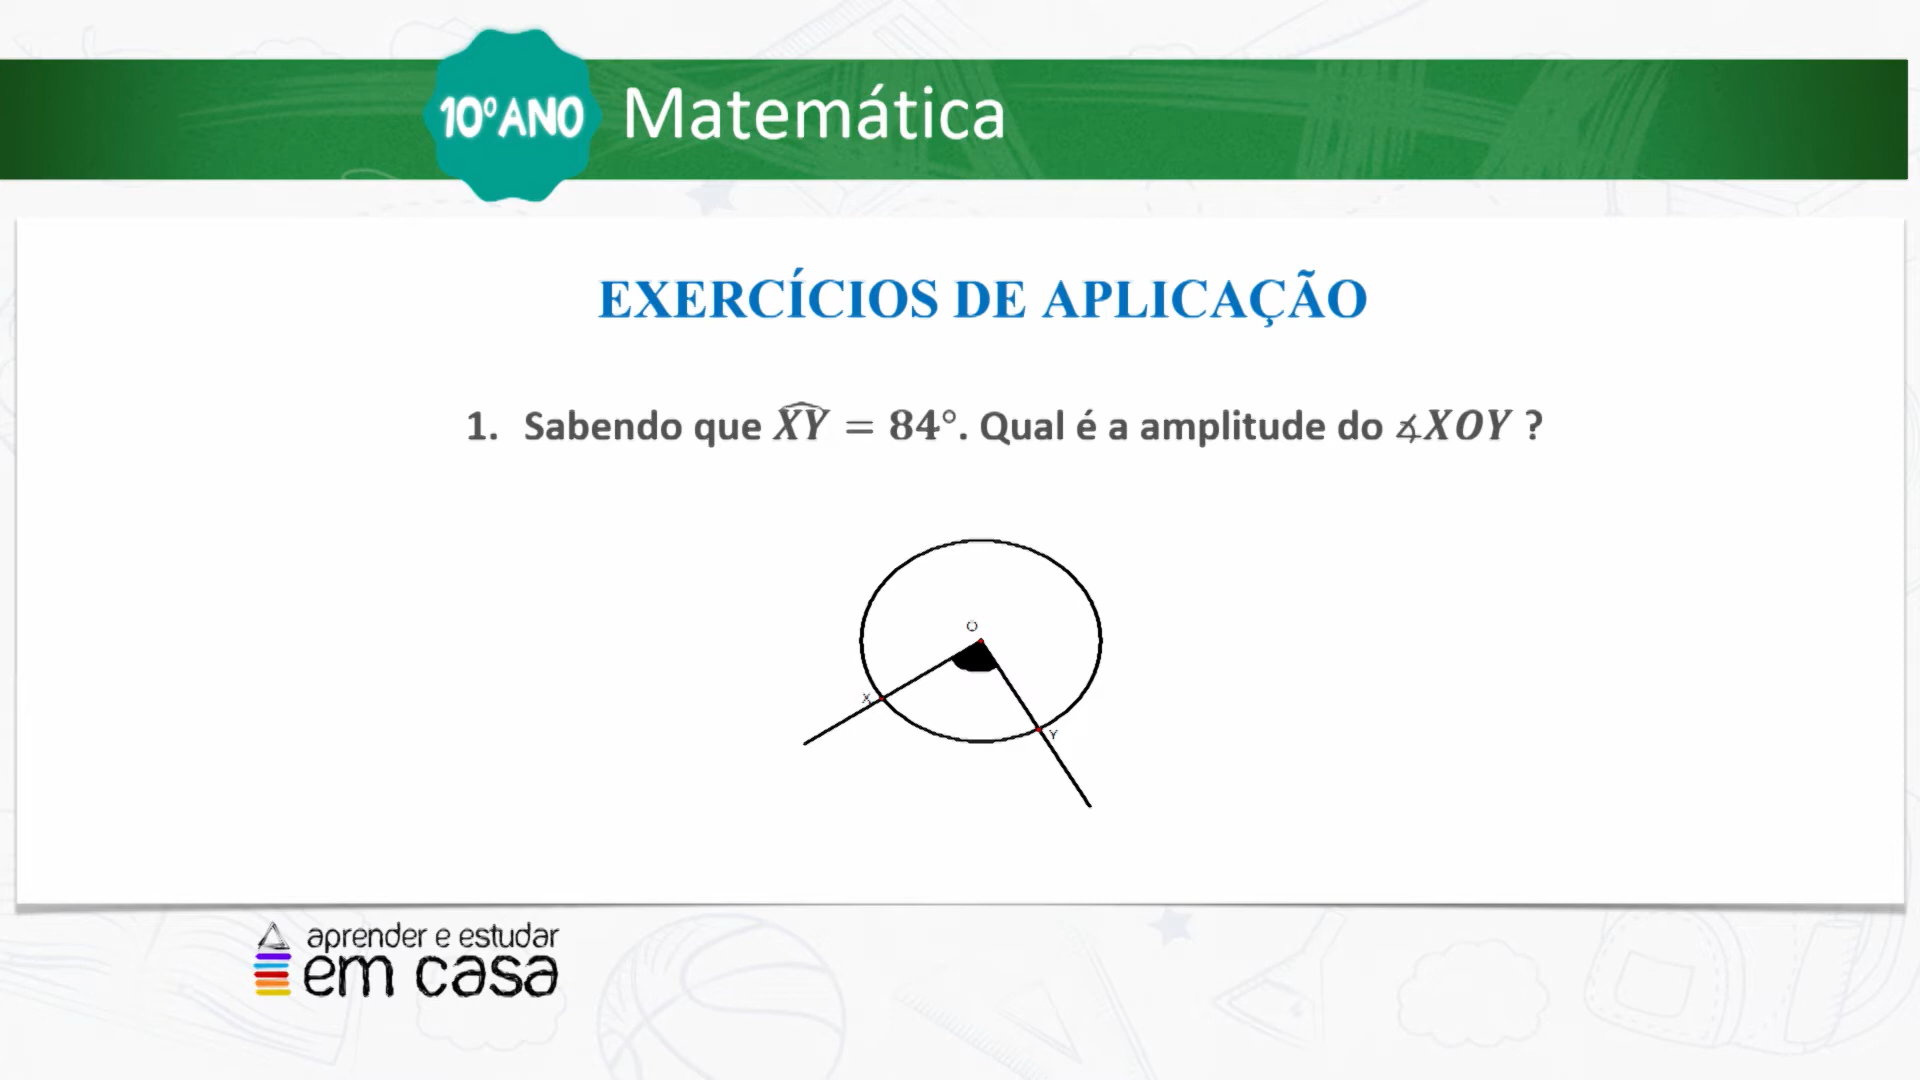 10ºANO Matemática
EXERCÍCIOS DE APLICAÇÃO
1. Sabendo que X͡Y = 84°. Qual é a amplitude do ∡XOY ?
O
X
Y
aprender e estudar
em casa